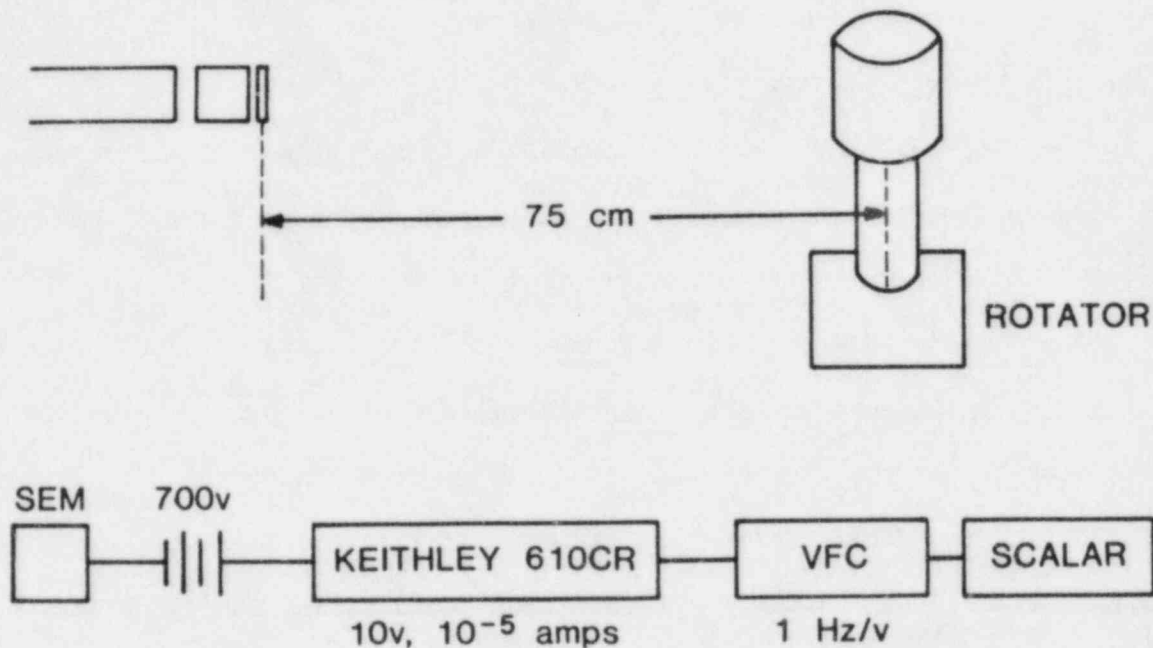 75 cm
ROTATOR
SEM
700v
KEITHLEY 610CR
VFC
SCALAR
10v, 10⁻⁵ amps
1 Hz/v